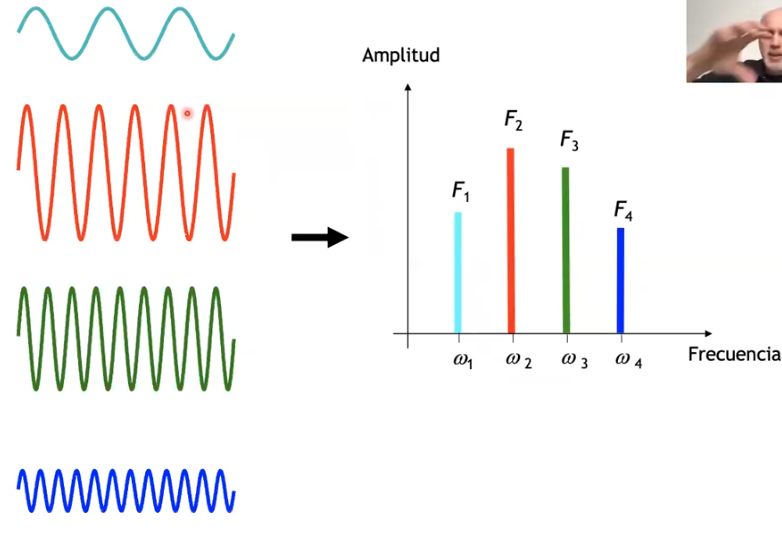 Amplitud
F2
F3
F1
F4
ω1 ω2 ω3 ω4
Frecuencia